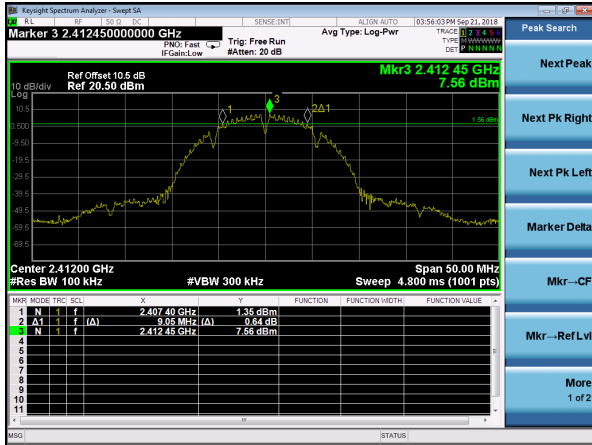 Keysight Spectrum Analyzer - Swept SA
RL RF 50 Ω DC SENSE:INT ALIGN AUTO 03:56:03 PM Sep 21, 2018
Marker 3 2.412450000000 GHz
PNO: Fast
IFGain:Low
Trig: Free Run
#Atten: 20 dB
Avg Type: Log-Pwr
TRACE 1 2 3 4 5 6
TYPE M W W W W W
DET P N N N N N
Ref Offset 10.5 dB
10 dB/div Ref 20.50 dBm
Log
Mkr3 2.412 45 GHz
7.56 dBm
1
3
2Δ1
1.56 dBm
10.5
0.500
-9.50
-19.5
-29.5
-39.5
-49.5
-59.5
-69.5
Center 2.41200 GHz Span 50.00 MHz
#Res BW 100 kHz #VBW 300 kHz Sweep 4.800 ms (1001 pts)
MKR MODE TRC SCL X Y FUNCTION FUNCTION WIDTH FUNCTION VALUE
1 N 1 f 2.407 40 GHz 1.35 dBm
2 Δ1 1 f (Δ) 9.05 MHz (Δ) 0.64 dB
3 N 1 f 2.412 45 GHz 7.56 dBm
4
5
6
7
8
9
10
11
MSG STATUS
Peak Search
Next Peak
Next Pk Right
Next Pk Left
Marker Delta
Mkr→CF
Mkr→Ref Lvl
More
1 of 2